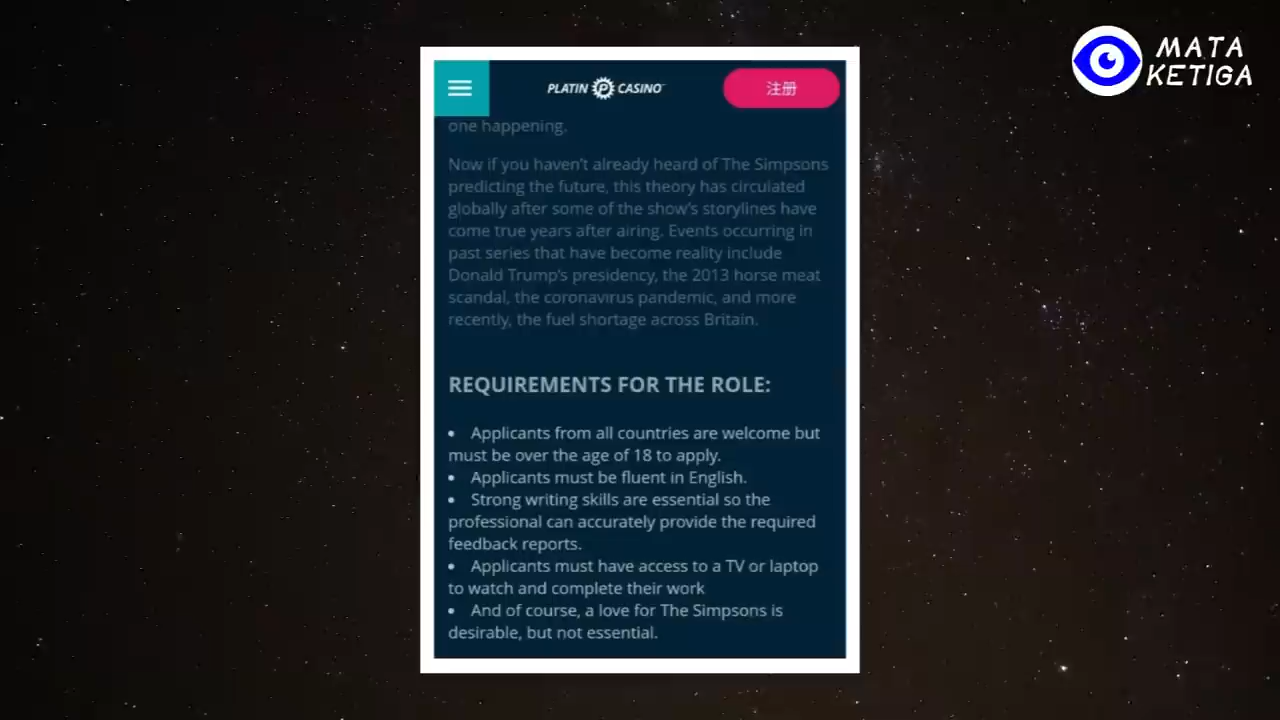 MATA
KETIGA
PLATIN P CASINO
注册
one happening.
Now if you haven't already heard of The Simpsons
predicting the future, this theory has circulated
globally after some of the show's storylines have
come true years after airing. Events occurring in
past series that have become reality include
Donald Trump's presidency, the 2013 horse meat
scandal, the coronavirus pandemic, and more
recently, the fuel shortage across Britain.
REQUIREMENTS FOR THE ROLE:
• Applicants from all countries are welcome but
must be over the age of 18 to apply.
• Applicants must be fluent in English.
• Strong writing skills are essential so the
professional can accurately provide the required
feedback reports.
• Applicants must have access to a TV or laptop
to watch and complete their work
• And of course, a love for The Simpsons is
desirable, but not essential.